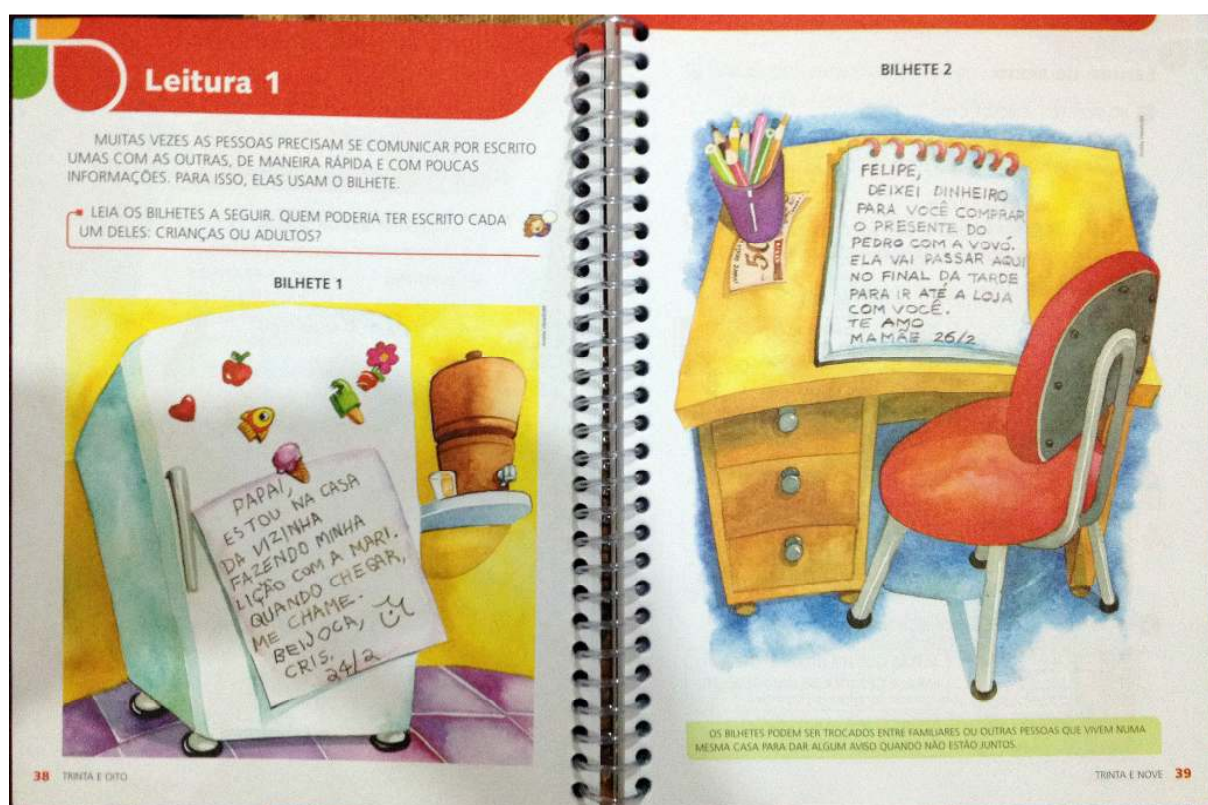 Leitura 1
MUITAS VEZES AS PESSOAS PRECISAM SE COMUNICAR POR ESCRITO
UMAS COM AS OUTRAS, DE MANEIRA RÁPIDA E COM POUCAS
INFORMAÇÕES. PARA ISSO, ELAS USAM O BILHETE.
LEIA OS BILHETES A SEGUIR. QUEM PODERIA TER ESCRITO CADA
UM DELES: CRIANÇAS OU ADULTOS?
BILHETE 1
PAPAI,
ESTOU NA CASA
DA VIZINHA
FAZENDO MINHA
LIÇÃO COM A MARI.
QUANDO CHEGAR,
ME CHAME.
BEIJOCA,
CRIS.
24/2
38 TRINTA E OITO
BILHETE 2
FELIPE,
DEIXEI DINHEIRO
PARA VOCÊ COMPRAR
O PRESENTE DO
PEDRO COM A VOVÓ.
ELA VAI PASSAR AQUI
NO FINAL DA TARDE
PARA IR ATÉ A LOJA
COM VOCÊ.
TE AMO
MAMÃE 26/2
50
OS BILHETES PODEM SER TROCADOS ENTRE FAMILIARES OU OUTRAS PESSOAS QUE VIVEM NUMA
MESMA CASA PARA DAR ALGUM AVISO QUANDO NÃO ESTÃO JUNTOS.
TRINTA E NOVE 39